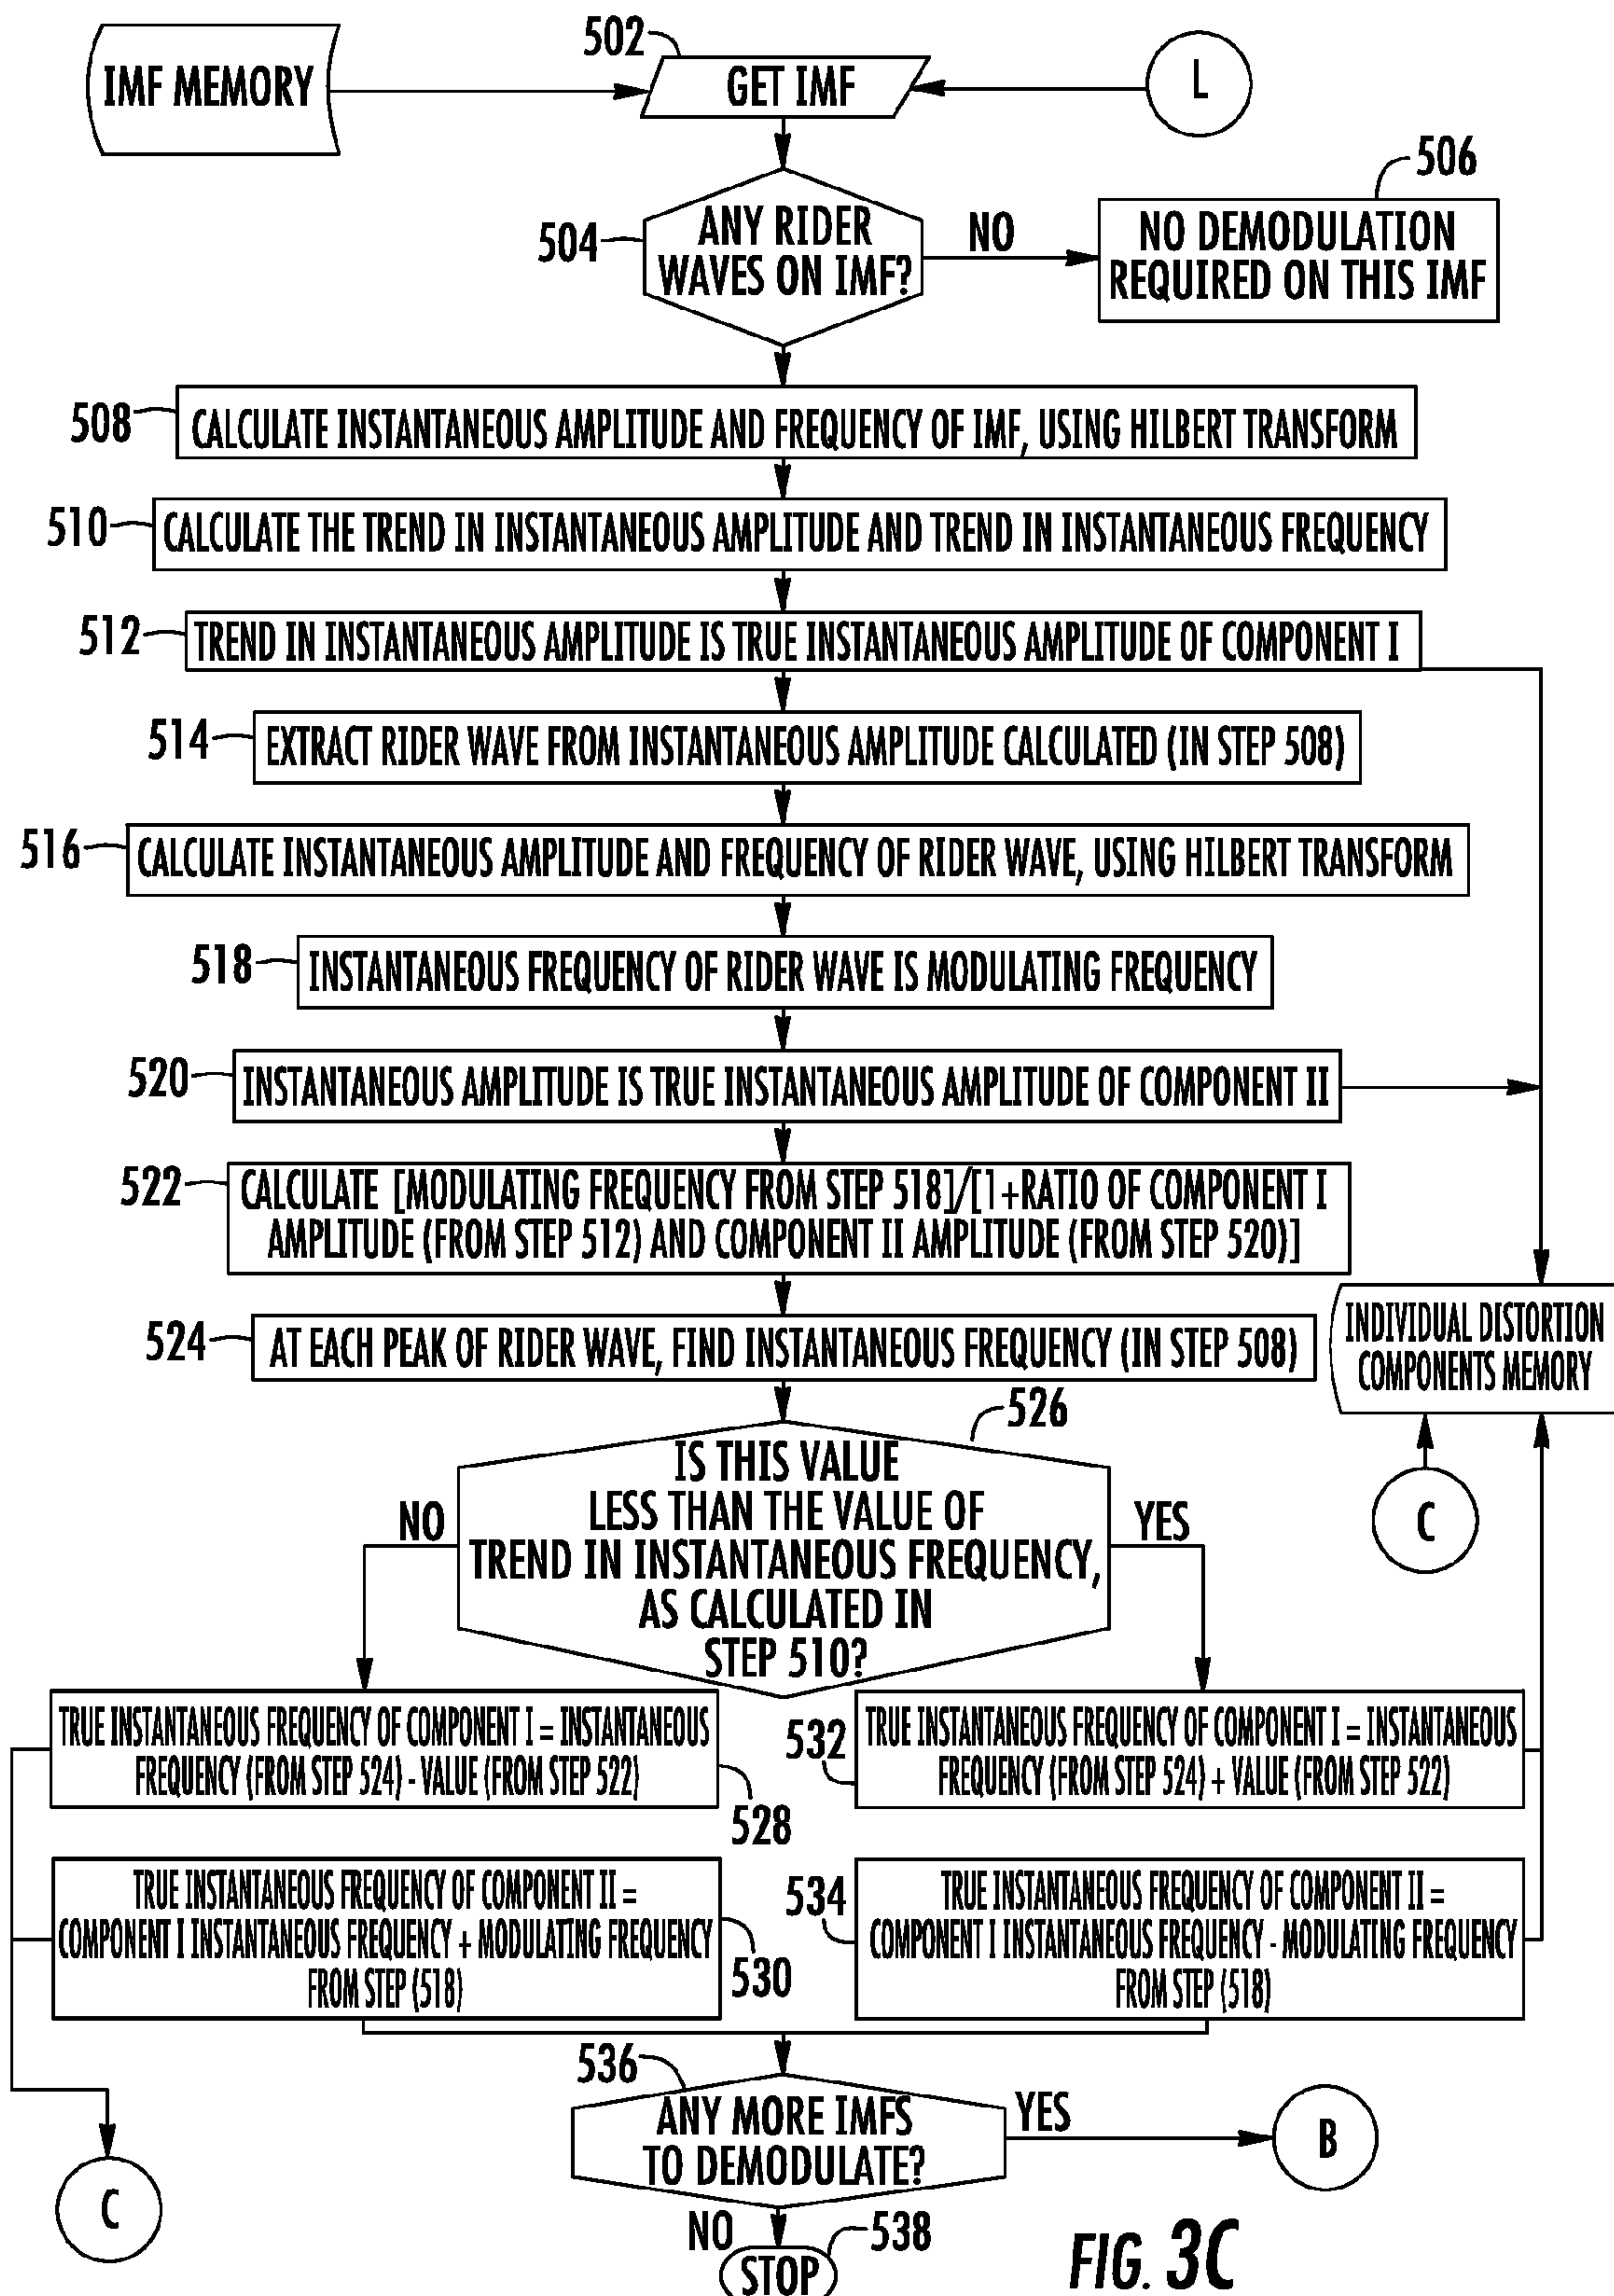 502
IMF MEMORY
GET IMF
L
506
504
ANY RIDER
WAVES ON IMF?
NO
NO DEMODULATION
REQUIRED ON THIS IMF
508
CALCULATE INSTANTANEOUS AMPLITUDE AND FREQUENCY OF IMF, USING HILBERT TRANSFORM
510
CALCULATE THE TREND IN INSTANTANEOUS AMPLITUDE AND TREND IN INSTANTANEOUS FREQUENCY
512
TREND IN INSTANTANEOUS AMPLITUDE IS TRUE INSTANTANEOUS AMPLITUDE OF COMPONENT I
514
EXTRACT RIDER WAVE FROM INSTANTANEOUS AMPLITUDE CALCULATED (IN STEP 508)
516
CALCULATE INSTANTANEOUS AMPLITUDE AND FREQUENCY OF RIDER WAVE, USING HILBERT TRANSFORM
518
INSTANTANEOUS FREQUENCY OF RIDER WAVE IS MODULATING FREQUENCY
520
INSTANTANEOUS AMPLITUDE IS TRUE INSTANTANEOUS AMPLITUDE OF COMPONENT II
522
CALCULATE [MODULATING FREQUENCY FROM STEP 518]/[1+RATIO OF COMPONENT I
AMPLITUDE (FROM STEP 512) AND COMPONENT II AMPLITUDE (FROM STEP 520)]
524
AT EACH PEAK OF RIDER WAVE, FIND INSTANTANEOUS FREQUENCY (IN STEP 508)
INDIVIDUAL DISTORTION
COMPONENTS MEMORY
526
IS THIS VALUE
LESS THAN THE VALUE OF
TREND IN INSTANTANEOUS FREQUENCY,
AS CALCULATED IN
STEP 510?
NO
YES
C
TRUE INSTANTANEOUS FREQUENCY OF COMPONENT I = INSTANTANEOUS
FREQUENCY (FROM STEP 524) - VALUE (FROM STEP 522)
528
532
TRUE INSTANTANEOUS FREQUENCY OF COMPONENT I = INSTANTANEOUS
FREQUENCY (FROM STEP 524) + VALUE (FROM STEP 522)
TRUE INSTANTANEOUS FREQUENCY OF COMPONENT II =
COMPONENT I INSTANTANEOUS FREQUENCY + MODULATING FREQUENCY
FROM STEP (518)
530
534
TRUE INSTANTANEOUS FREQUENCY OF COMPONENT II =
COMPONENT I INSTANTANEOUS FREQUENCY - MODULATING FREQUENCY
FROM STEP (518)
536
ANY MORE IMFS
TO DEMODULATE?
YES
B
C
NO
538
STOP
FIG. 3C